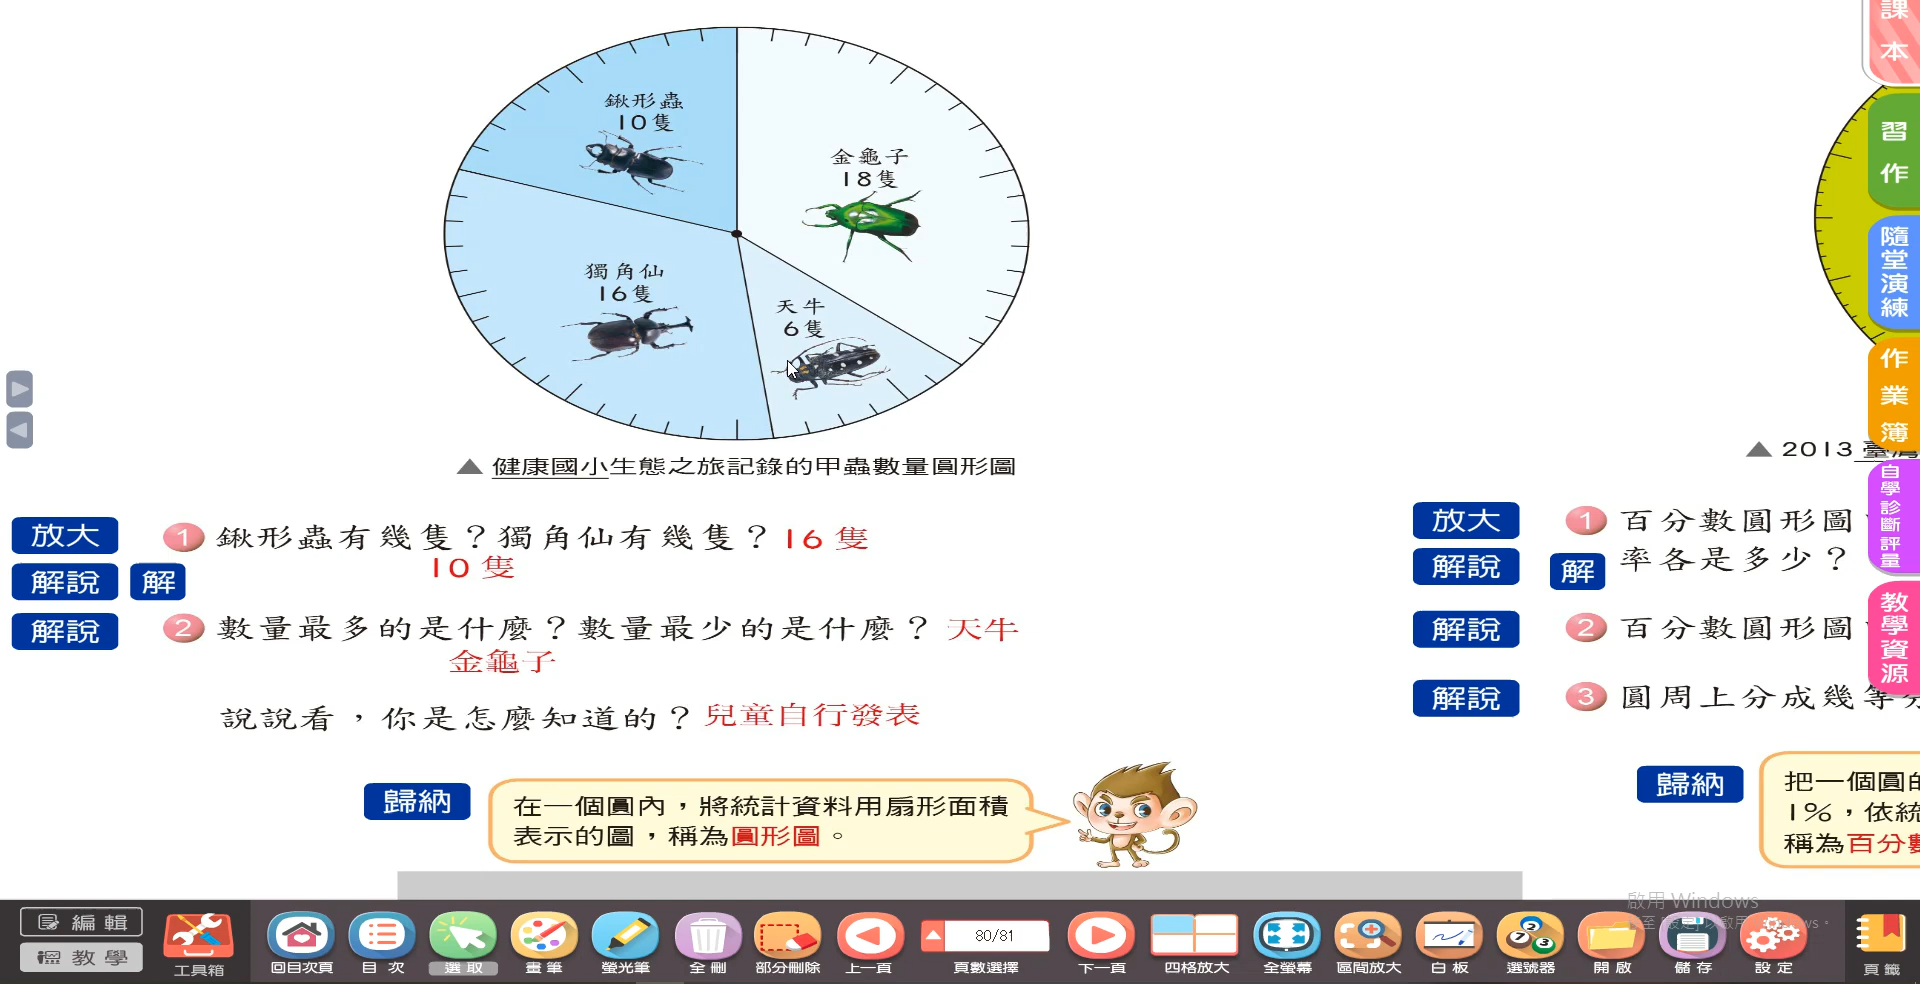 鍬形蟲
10隻
金龜子
18隻
獨角仙
16隻
天牛
6隻
健康國小生態之旅記錄的甲蟲數量圓形圖
放大
1 鍬形蟲有幾隻？獨角仙有幾隻？16隻
10隻
解說 解
解說
2 數量最多的是什麼？數量最少的是什麼？天牛
金龜子
說說看，你是怎麼知道的？兒童自行發表
歸納
在一個圓內，將統計資料用扇形面積
表示的圖，稱為圓形圖。
2013臺灣
放大
1 百分數圓形圖
解說 解
率各是多少？
解說
2 百分數圓形圖
解說
3 圓周上分成幾等分
歸納
把一個圓的
1%，依統
稱為百分數
課本
習作
隨堂演練
作業簿
自學診斷評量
教學資源
啟用 Windows
編輯
教學
工具箱
回目次頁
目次
選取
畫筆
螢光筆
全刪
部分刪除
上一頁
80/81
頁數選擇
下一頁
四格放大
全螢幕
區間放大
白板
1 2 3
選號器
開啟
儲存
設定
頁籤